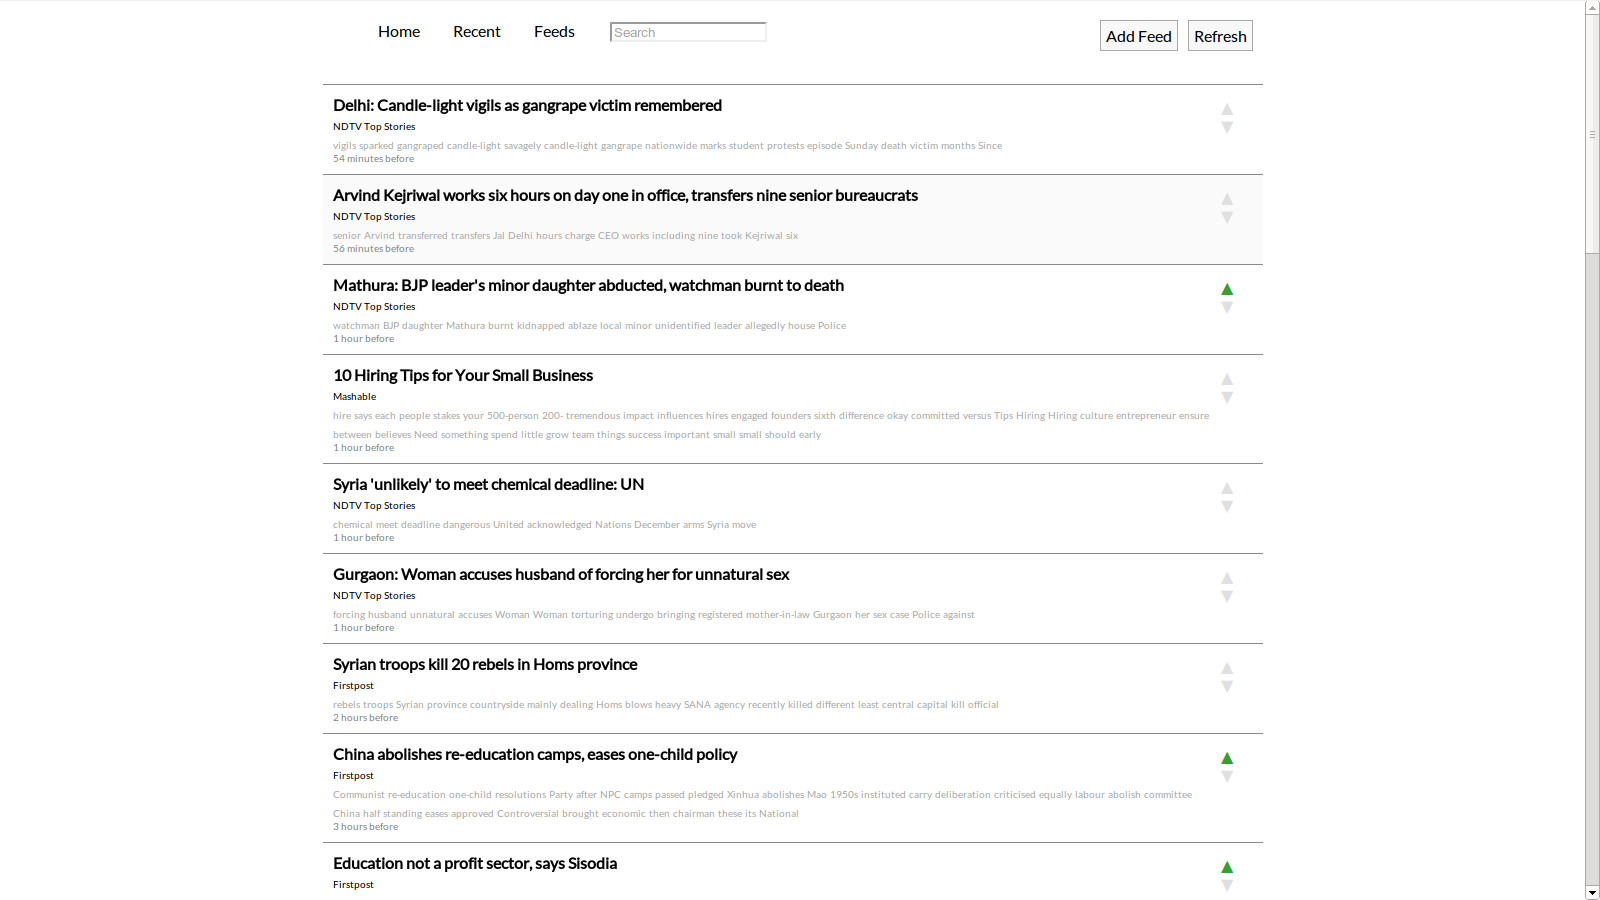 Home Recent Feeds Search Add Feed Refresh
Delhi: Candle-light vigils as gangrape victim remembered
NDTV Top Stories
vigils sparked gangraped candle-light savagely candle-light gangrape nationwide marks student protests episode Sunday death victim months Since
54 minutes before
Arvind Kejriwal works six hours on day one in office, transfers nine senior bureaucrats
NDTV Top Stories
senior Arvind transferred transfers Jal Delhi hours charge CEO works including nine took Kejriwal six
56 minutes before
Mathura: BJP leader's minor daughter abducted, watchman burnt to death
NDTV Top Stories
watchman BJP daughter Mathura burnt kidnapped ablaze local minor unidentified leader allegedly house Police
1 hour before
10 Hiring Tips for Your Small Business
Mashable
hire says each people stakes your 500-person 200- tremendous impact influences hires engaged founders sixth difference okay committed versus Tips Hiring Hiring culture entrepreneur ensure
between believes Need something spend little grow team things success important small small should early
1 hour before
Syria 'unlikely' to meet chemical deadline: UN
NDTV Top Stories
chemical meet deadline dangerous United acknowledged Nations December arms Syria move
1 hour before
Gurgaon: Woman accuses husband of forcing her for unnatural sex
NDTV Top Stories
forcing husband unnatural accuses Woman Woman torturing undergo bringing registered mother-in-law Gurgaon her sex case Police against
1 hour before
Syrian troops kill 20 rebels in Homs province
Firstpost
rebels troops Syrian province countryside mainly dealing Homs blows heavy SANA agency recently killed different least central capital kill official
2 hours before
China abolishes re-education camps, eases one-child policy
Firstpost
Communist re-education one-child resolutions Party after NPC camps passed pledged Xinhua abolishes Mao 1950s instituted carry deliberation criticised equally labour abolish committee
China half standing eases approved Controversial brought economic then chairman these its National
3 hours before
Education not a profit sector, says Sisodia
Firstpost